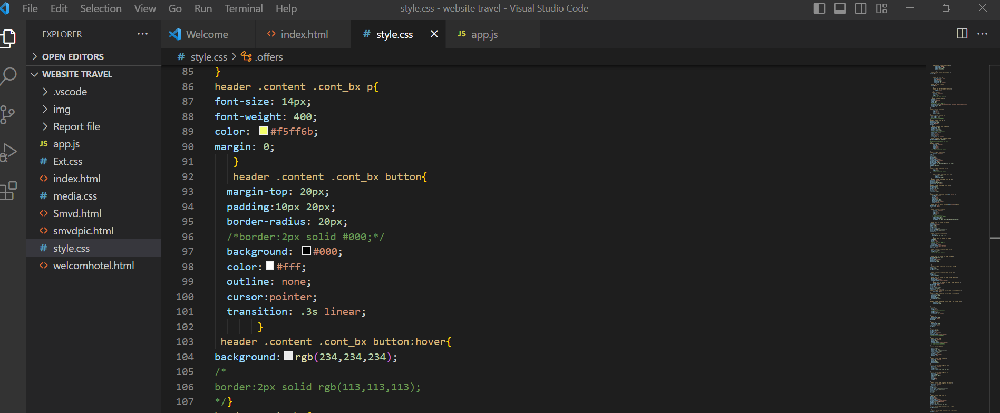 File Edit Selection View Go Run Terminal Help
style.css - website travel - Visual Studio Code
EXPLORER
Welcome
index.html
style.css
JS app.js
OPEN EDITORS
WEBSITE TRAVEL
.vscode
img
Report file
JS app.js
# Ext.css
<> index.html
# media.css
<> Smvd.html
<> smvdpic.html
# style.css
<> welcomhotel.html
# style.css > .offers
85 }
86 header .content .cont_bx p{
87 font-size: 14px;
88 font-weight: 400;
89 color: #f5ff6b;
90 margin: 0;
91 }
92 header .content .cont_bx button{
93 margin-top: 20px;
94 padding:10px 20px;
95 border-radius: 20px;
96 /*border:2px solid #000;*/
97 background: #000;
98 color:#fff;
99 outline: none;
100 cursor:pointer;
101 transition: .3s linear;
102 }
103 header .content .cont_bx button:hover{
104 background:rgb(234,234,234);
105 /*
106 border:2px solid rgb(113,113,113);
107 */}